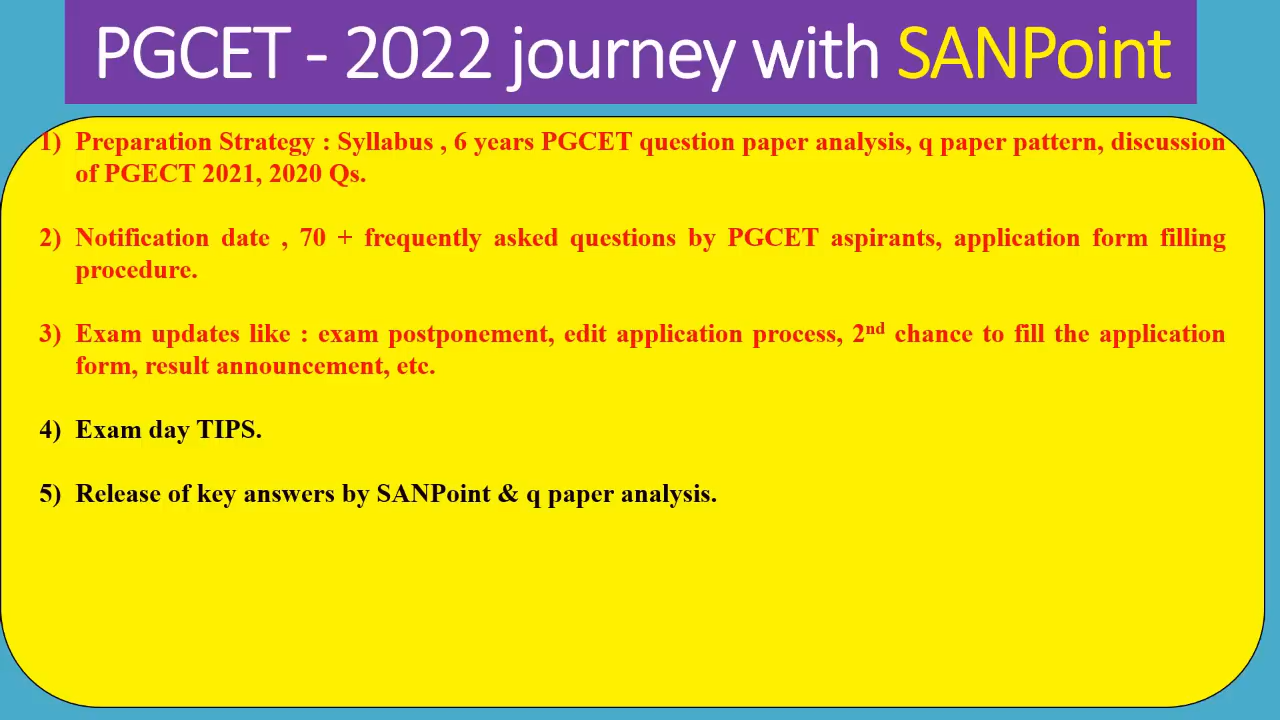 PGCET - 2022 journey with SANPoint
1) Preparation Strategy : Syllabus , 6 years PGCET question paper analysis, q paper pattern, discussion
of PGECT 2021, 2020 Qs.
2) Notification date , 70 + frequently asked questions by PGCET aspirants, application form filling
procedure.
3) Exam updates like : exam postponement, edit application process, 2nd chance to fill the application
form, result announcement, etc.
4) Exam day TIPS.
5) Release of key answers by SANPoint & q paper analysis.